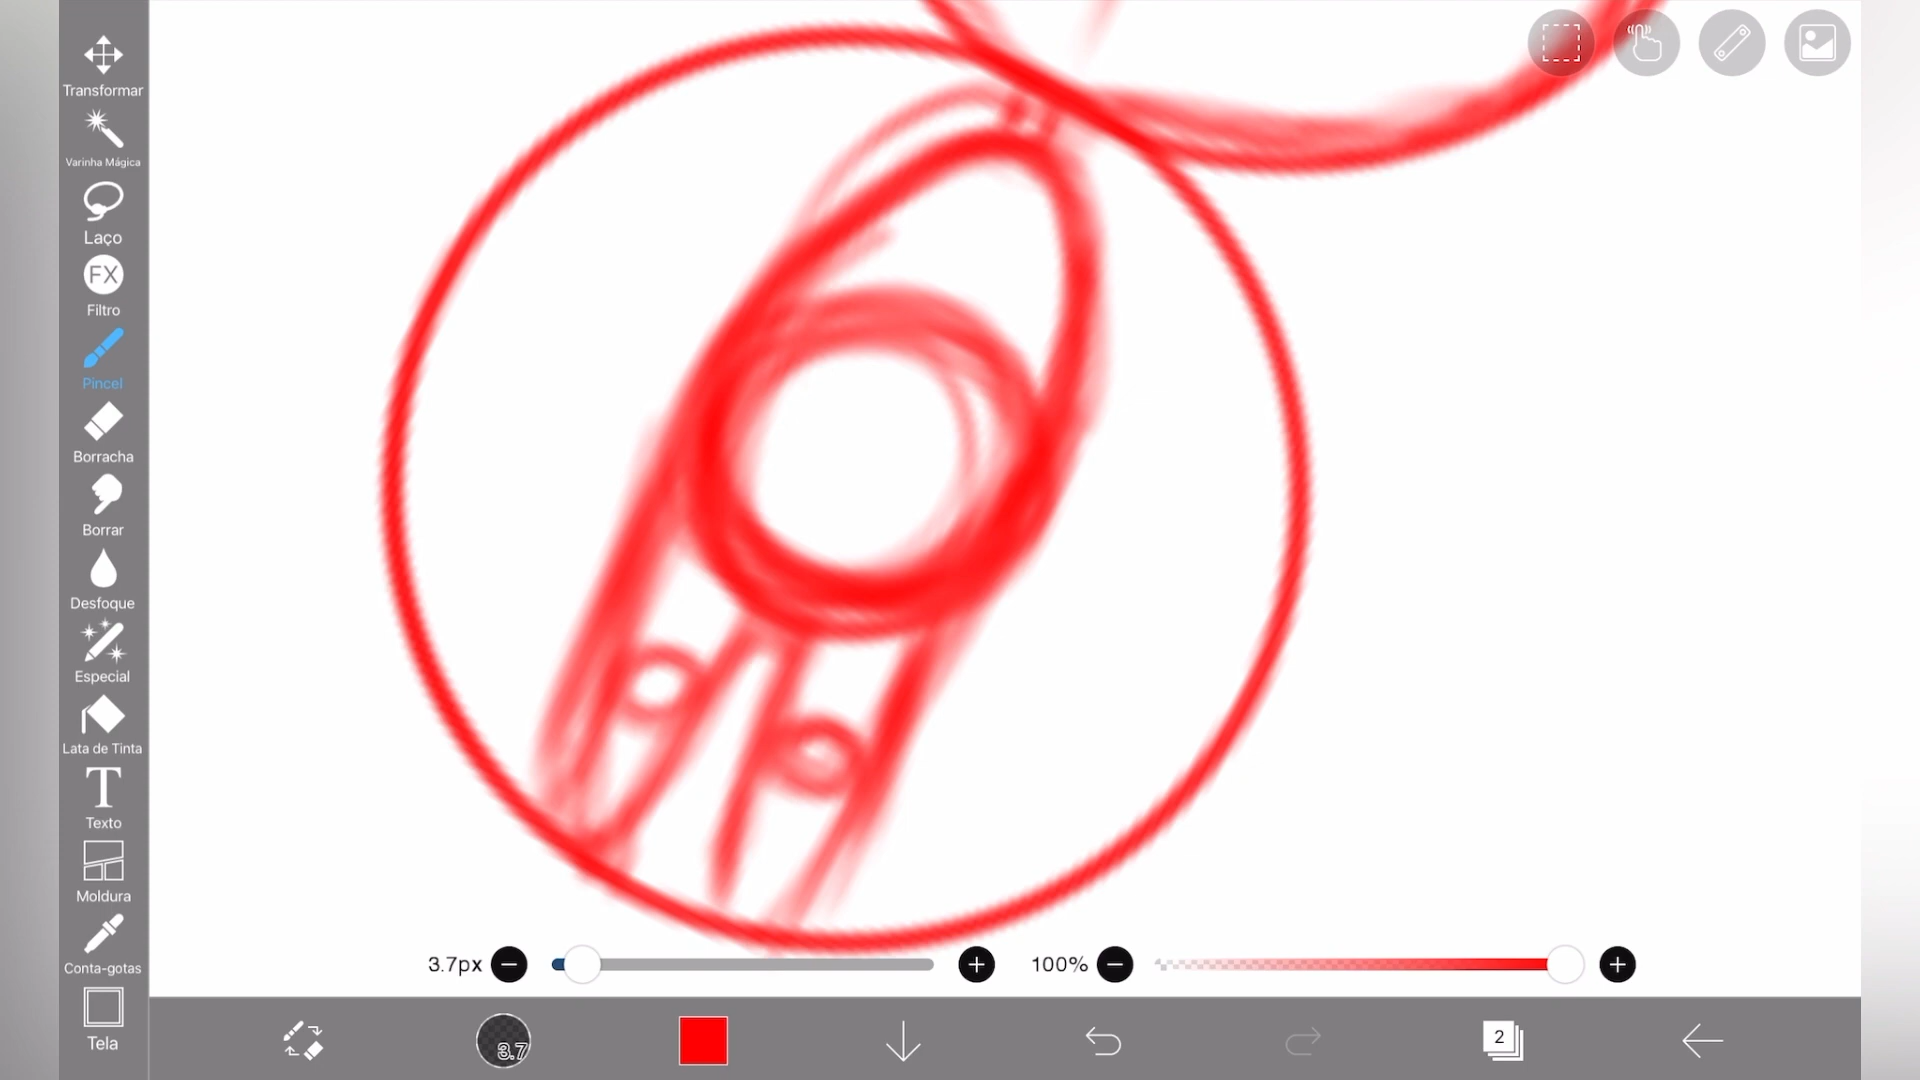 Transformar
Varinha Mágica
Laço
FX
Filtro
Pincel
Borracha
Borrar
Desfoque
Especial
Lata de Tinta
T
Texto
Moldura
Conta-gotas
Tela
3.7px
100%
3.7
2